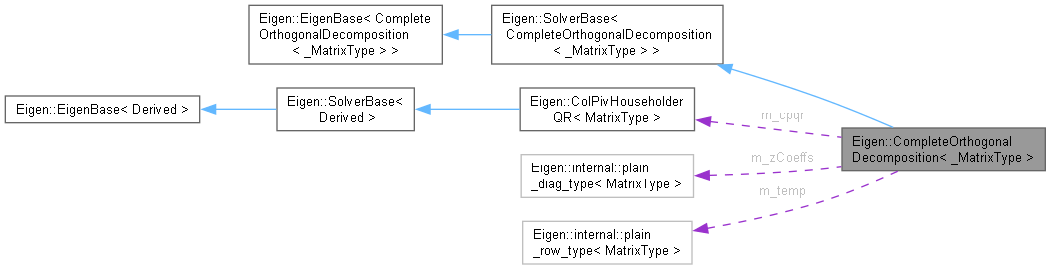 Eigen::EigenBase< Complete
OrthogonalDecomposition
< _MatrixType > >
Eigen::SolverBase<
CompleteOrthogonalDecomposition
< _MatrixType > >
Eigen::EigenBase< Derived >
Eigen::SolverBase<
Derived >
Eigen::ColPivHouseholder
QR< MatrixType >
m_cpqr
Eigen::CompleteOrthogonal
Decomposition< _MatrixType >
Eigen::internal::plain
_diag_type< MatrixType >
m_zCoeffs
m_temp
Eigen::internal::plain
_row_type< MatrixType >